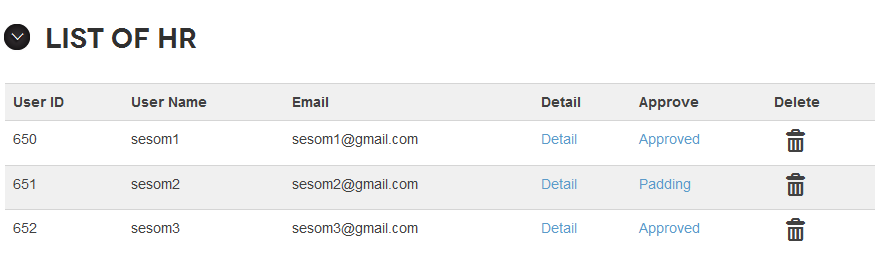 LIST OF HR
User ID User Name Email Detail Approve Delete
650 sesom1 sesom1@gmail.com Detail Approved
651 sesom2 sesom2@gmail.com Detail Padding
652 sesom3 sesom3@gmail.com Detail Approved